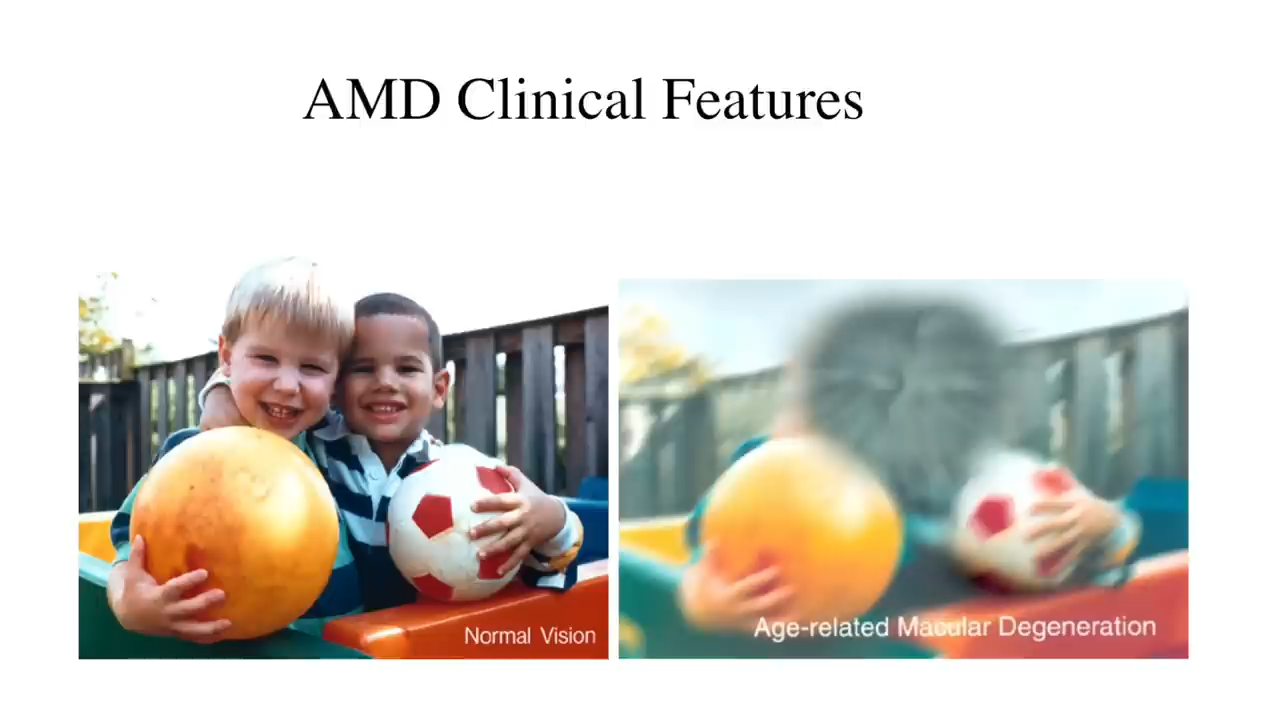 AMD Clinical Features
Normal Vision
Age-related Macular Degeneration